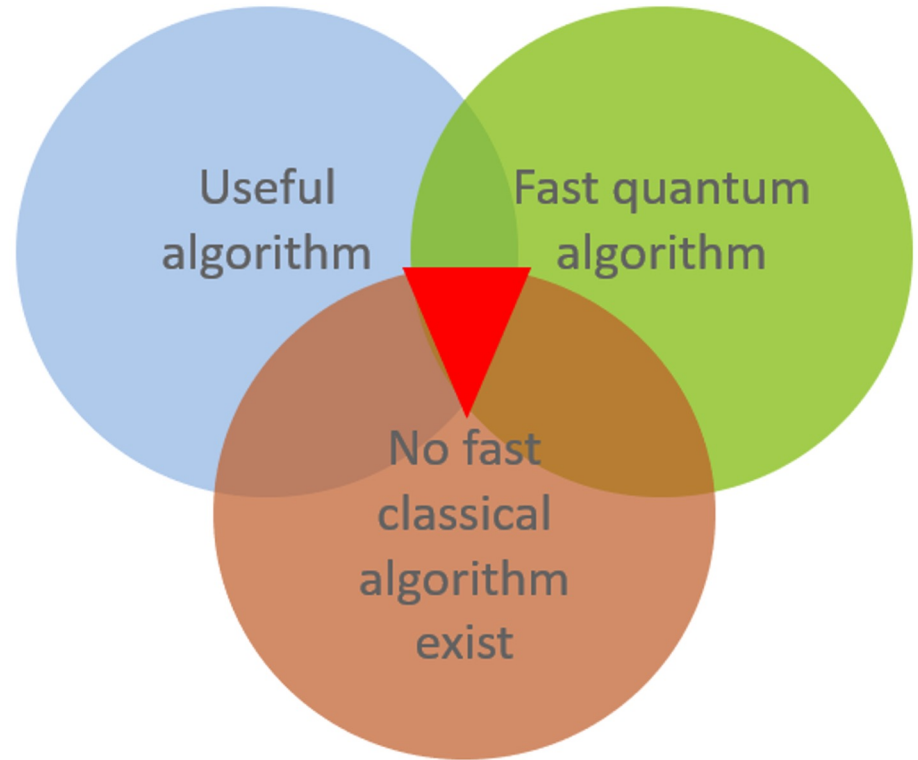 Useful
algorithm
Fast quantum
algorithm
No fast
classical
algorithm
exist